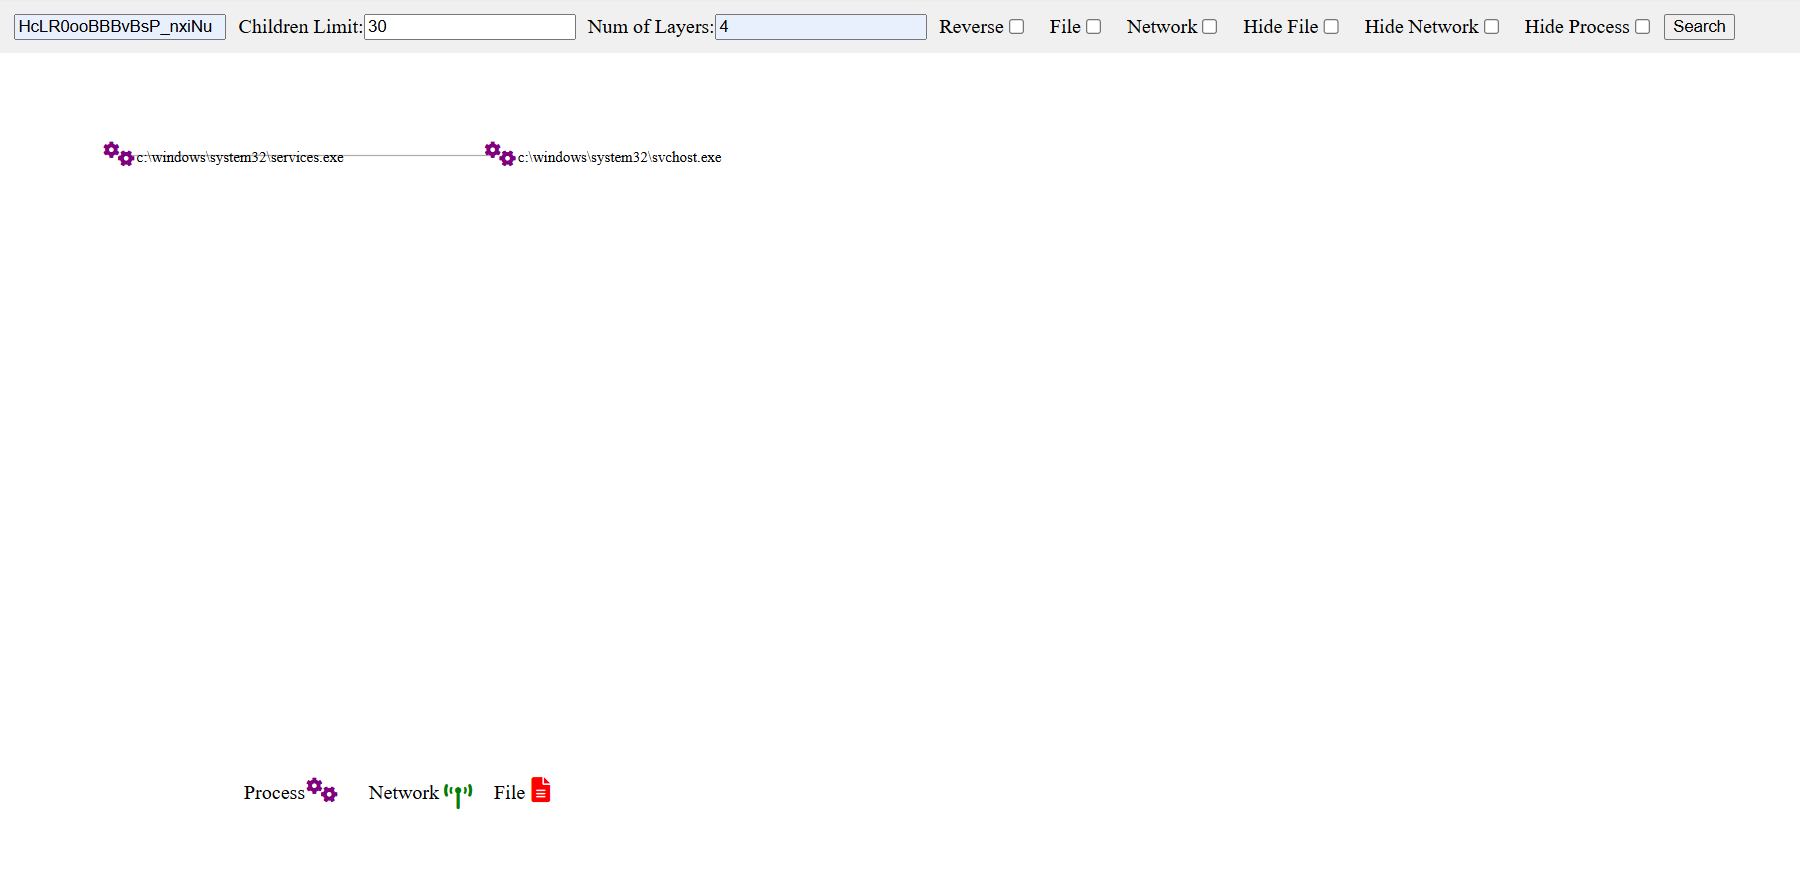 HcLR0ooBBBvBsP_nxiNu Children Limit:30 Num of Layers:4 Reverse File Network Hide File Hide Network Hide Process Search
c:\windows\system32\services.exe c:\windows\system32\svchost.exe
Process Network File